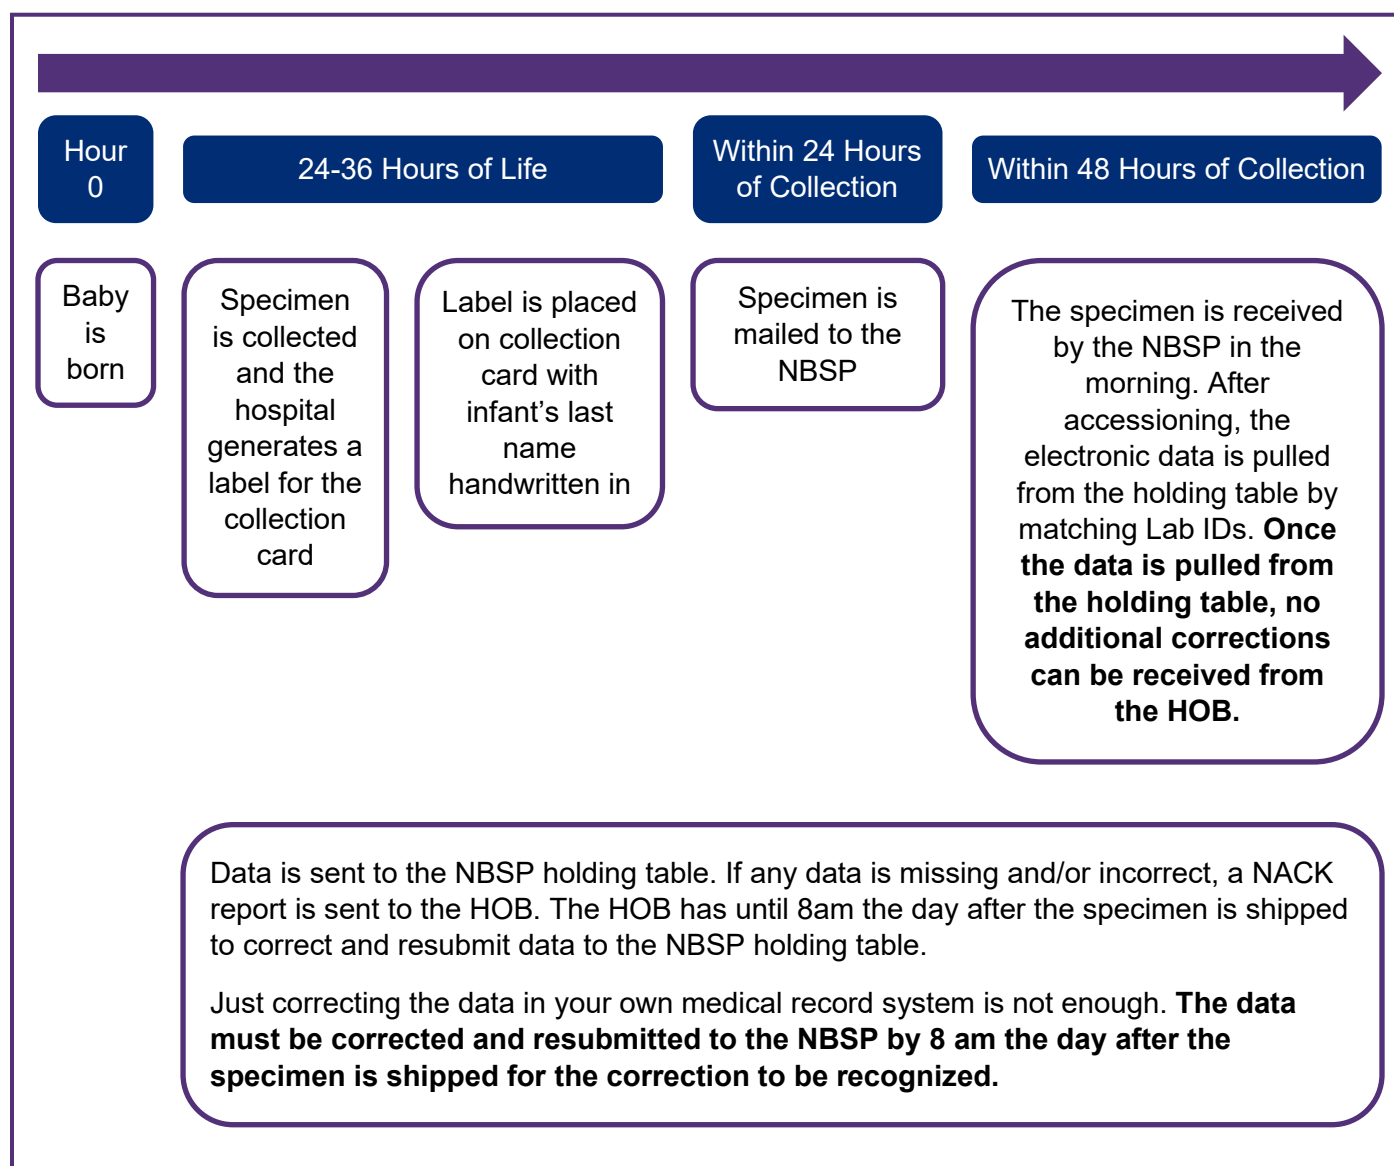 Hour
0
24-36 Hours of Life
Within 24 Hours
of Collection
Within 48 Hours of Collection
Baby
is
born
Specimen
is collected
and the
hospital
generates a
label for the
collection
card
Label is placed
on collection
card with
infant’s last
name
handwritten in
Specimen is
mailed to the
NBSP
The specimen is received
by the NBSP in the
morning. After
accessioning, the
electronic data is pulled
from the holding table by
matching Lab IDs. Once
the data is pulled from
the holding table, no
additional corrections
can be received from
the HOB.
Data is sent to the NBSP holding table. If any data is missing and/or incorrect, a NACK
report is sent to the HOB. The HOB has until 8am the day after the specimen is shipped
to correct and resubmit data to the NBSP holding table.
Just correcting the data in your own medical record system is not enough. The data
must be corrected and resubmitted to the NBSP by 8 am the day after the
specimen is shipped for the correction to be recognized.